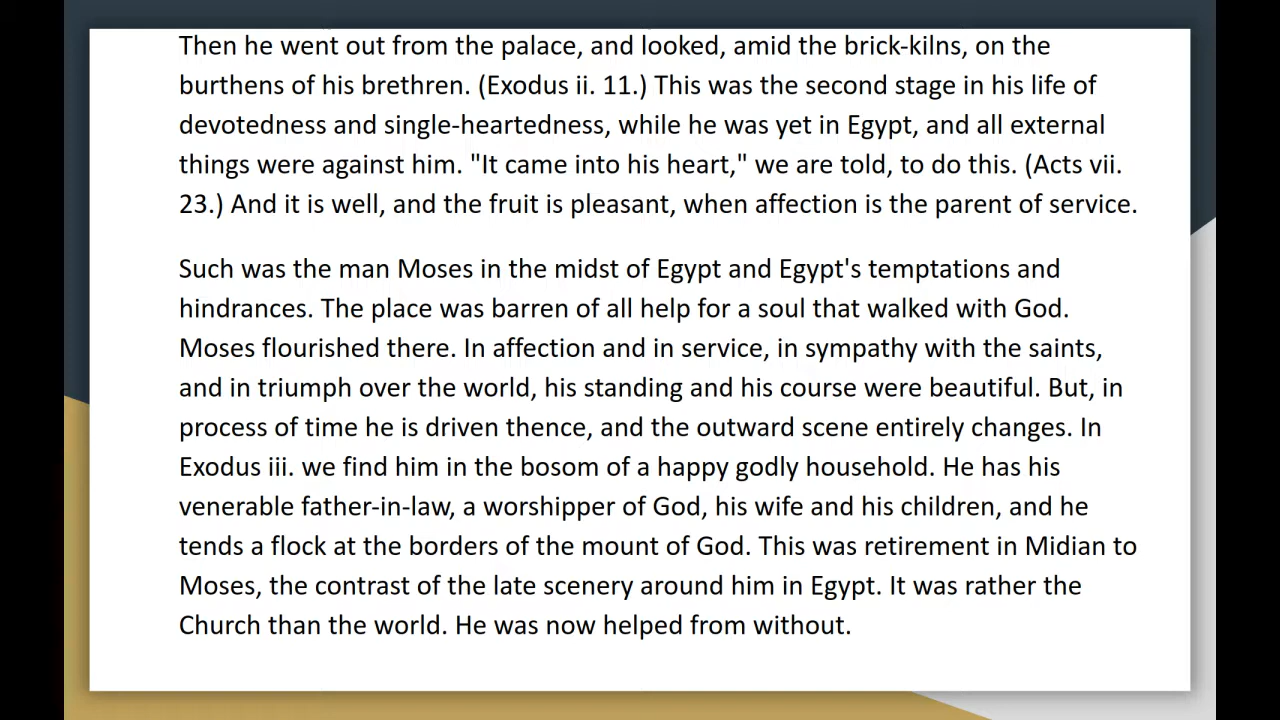 Then he went out from the palace, and looked, amid the brick-kilns, on the
burthens of his brethren. (Exodus ii. 11.) This was the second stage in his life of
devotedness and single-heartedness, while he was yet in Egypt, and all external
things were against him. "It came into his heart," we are told, to do this. (Acts vii.
23.) And it is well, and the fruit is pleasant, when affection is the parent of service.
Such was the man Moses in the midst of Egypt and Egypt's temptations and
hindrances. The place was barren of all help for a soul that walked with God.
Moses flourished there. In affection and in service, in sympathy with the saints,
and in triumph over the world, his standing and his course were beautiful. But, in
process of time he is driven thence, and the outward scene entirely changes. In
Exodus iii. we find him in the bosom of a happy godly household. He has his
venerable father-in-law, a worshipper of God, his wife and his children, and he
tends a flock at the borders of the mount of God. This was retirement in Midian to
Moses, the contrast of the late scenery around him in Egypt. It was rather the
Church than the world. He was now helped from without.